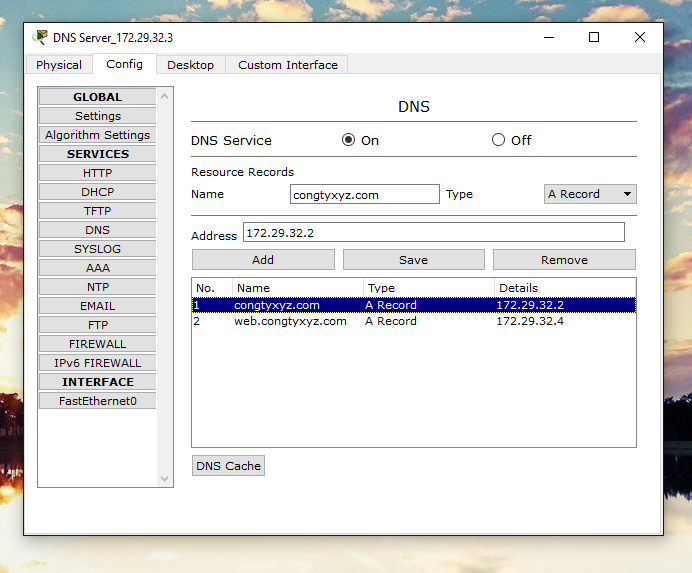 DNS Server_172.29.32.3
Physical Config Desktop Custom Interface
GLOBAL
Settings
Algorithm Settings
SERVICES
HTTP
DHCP
TFTP
DNS
SYSLOG
AAA
NTP
EMAIL
FTP
FIREWALL
IPv6 FIREWALL
INTERFACE
FastEthernet0
DNS
DNS Service On Off
Resource Records
Name congtyxyz.com Type A Record
Address 172.29.32.2
Add Save Remove
No. Name Type Details
1 congtyxyz.com A Record 172.29.32.2
2 web.congtyxyz.com A Record 172.29.32.4
DNS Cache